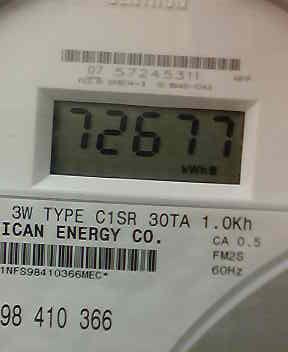 CENTRON
07 57245311
72677
kWh
3W TYPE C1SR 30TA 1.0Kh
ICAN ENERGY CO.
CA 0.5
FM2S
60Hz
1NFS98410366MEC*
98 410 366